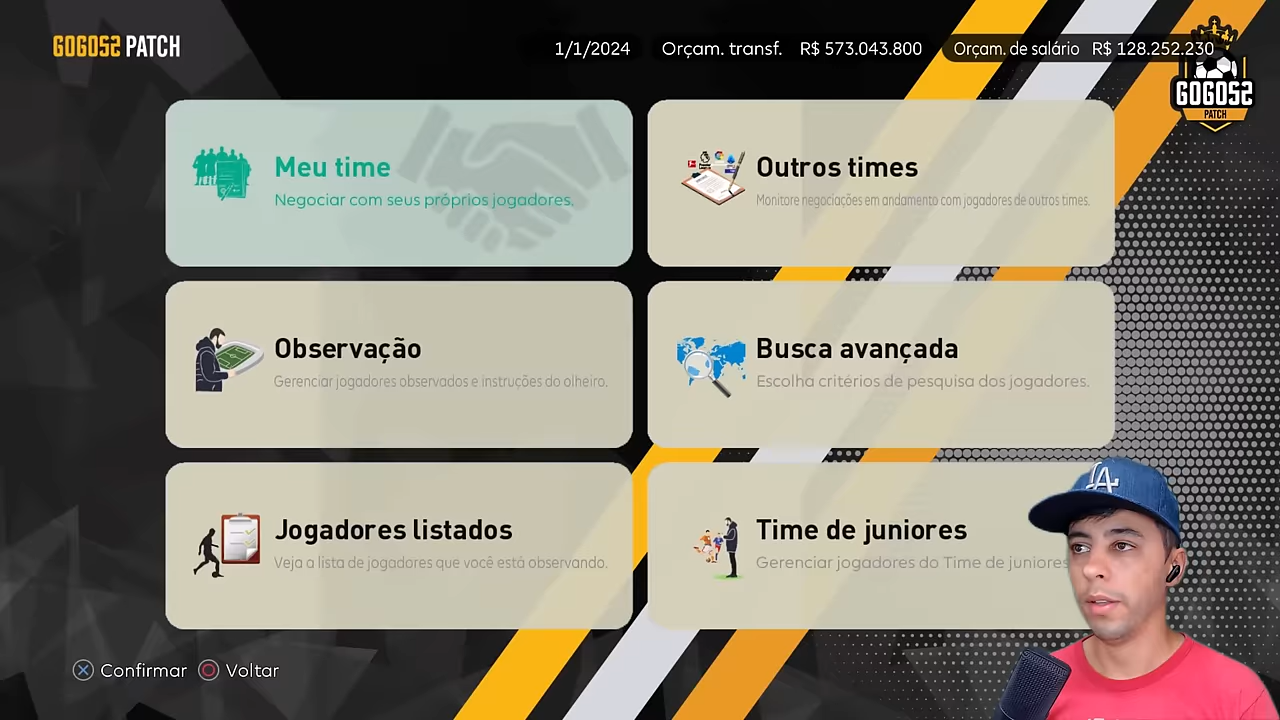 GOGOS2 PATCH
1/1/2024 Orçam. transf. R$ 573.043.800 Orçam. de salário R$ 128.252.230
GOGOS2
PATCH
Meu time
Negociar com seus próprios jogadores.
Outros times
Monitore negociações em andamento com jogadores de outros times.
Observação
Gerenciar jogadores observados e instruções do olheiro.
Busca avançada
Escolha critérios de pesquisa dos jogadores.
Jogadores listados
Veja a lista de jogadores que você está observando.
Time de juniores
Gerenciar jogadores do Time de juniores
LA
Confirmar Voltar